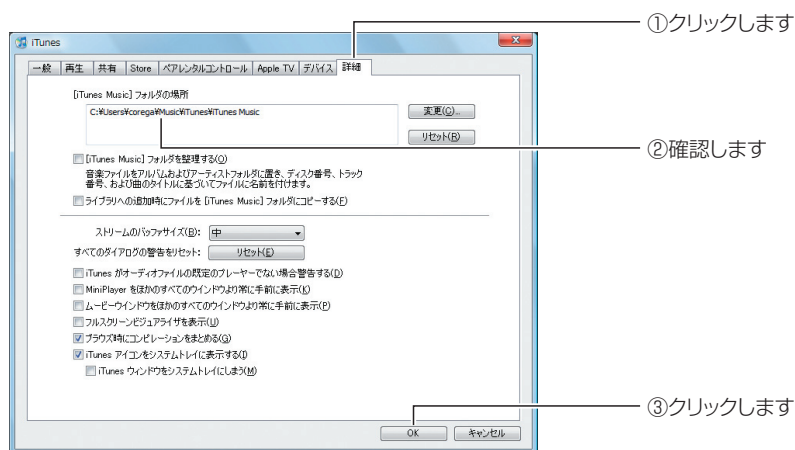 ①クリックします
iTunes
一般 再生 共有 Store ペアレンタルコントロール Apple TV デバイス 詳細
[iTunes Music] フォルダの場所
C:¥Users¥corega¥Music¥iTunes¥iTunes Music
変更(C)...
リセット(R)
②確認します
[iTunes Music] フォルダを整理する(O)
音楽ファイルをアルバムおよびアーティストフォルダに置き、ディスク番号、トラック
番号、および曲のタイトルに基づいてファイルに名前を付けます。
ライブラリへの追加時にファイルを [iTunes Music] フォルダにコピーする(F)
ストリームのバッファサイズ(B): 中
すべてのダイアログの警告をリセット: リセット(E)
iTunes がオーディオファイルの既定のプレーヤーでない場合警告する(D)
MiniPlayer をほかのすべてのウインドウより常に手前に表示(K)
ムービーウインドウをほかのすべてのウインドウより常に手前に表示(P)
フルスクリーンビジュアライザを表示(U)
ブラウズ時にコンピレーションをまとめる(G)
iTunes アイコンをシステムトレイに表示する(I)
iTunes ウィンドウをシステムトレイにしまう(M)
③クリックします
OK キャンセル